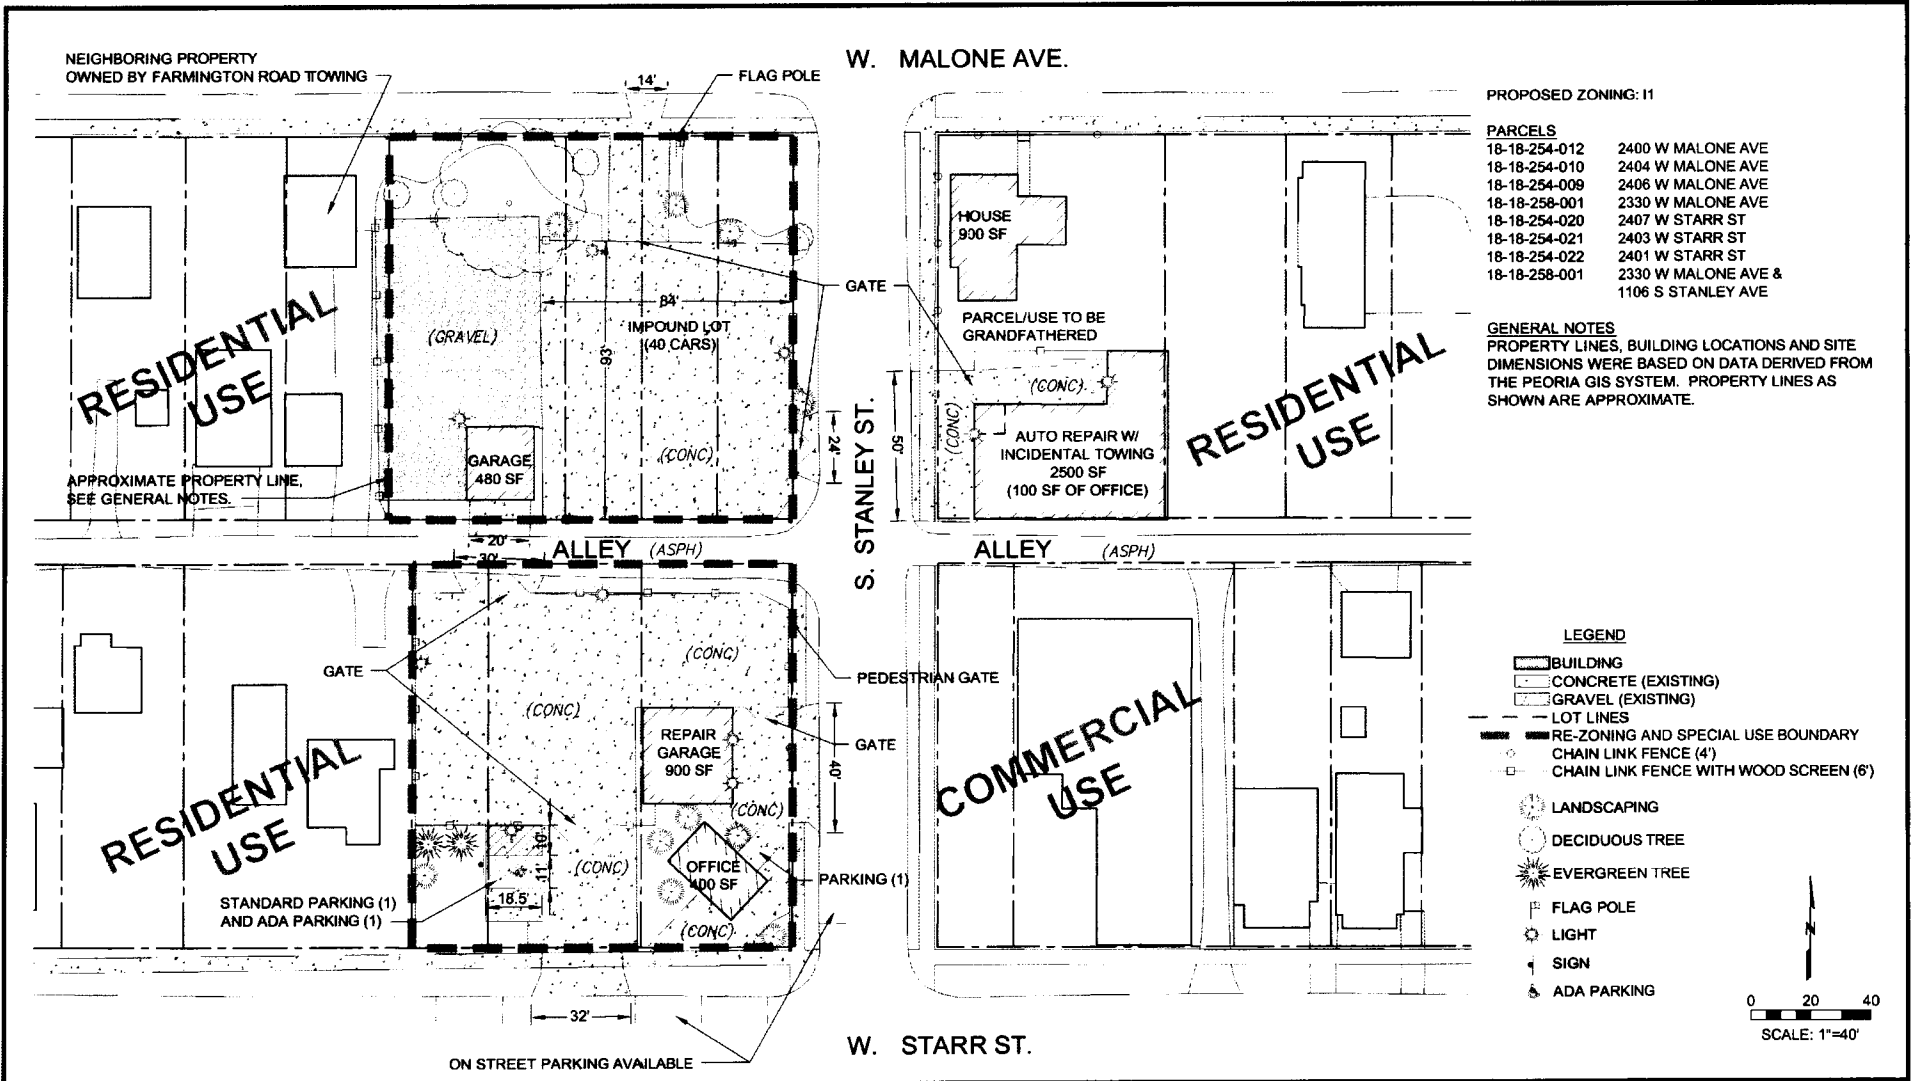 NEIGHBORING PROPERTY
OWNED BY FARMINGTON ROAD TOWING
14'
FLAG POLE
W. MALONE AVE.
PROPOSED ZONING: I1
PARCELS
18-18-254-012 2400 W MALONE AVE
18-18-254-010 2404 W MALONE AVE
18-18-254-009 2406 W MALONE AVE
18-18-258-001 2330 W MALONE AVE
18-18-254-020 2407 W STARR ST
18-18-254-021 2403 W STARR ST
18-18-254-022 2401 W STARR ST
18-18-258-001 2330 W MALONE AVE &
1106 S STANLEY AVE
GENERAL NOTES
PROPERTY LINES, BUILDING LOCATIONS AND SITE
DIMENSIONS WERE BASED ON DATA DERIVED FROM
THE PEORIA GIS SYSTEM. PROPERTY LINES AS
SHOWN ARE APPROXIMATE.
HOUSE
900 SF
GATE
PARCEL/USE TO BE
GRANDFATHERED
84'
IMPOUND LOT
(40 CARS)
(GRAVEL)
93'
RESIDENTIAL
USE
(CONC)
(CONC)
AUTO REPAIR W/
INCIDENTAL TOWING
2500 SF
(100 SF OF OFFICE)
50'
24'
RESIDENTIAL
USE
(CONC)
GARAGE
480 SF
APPROXIMATE PROPERTY LINE,
SEE GENERAL NOTES.
S. STANLEY ST.
20'
30'
ALLEY (ASPH)
ALLEY (ASPH)
GATE
(CONC)
PEDESTRIAN GATE
(CONC)
REPAIR
GARAGE
900 SF
GATE
40'
(CONC)
COMMERCIAL
USE
RESIDENTIAL
USE
10'
11'
(CONC)
OFFICE
400 SF
PARKING (1)
18.5'
STANDARD PARKING (1)
AND ADA PARKING (1)
(CONC)
32'
ON STREET PARKING AVAILABLE
W. STARR ST.
LEGEND
BUILDING
CONCRETE (EXISTING)
GRAVEL (EXISTING)
LOT LINES
RE-ZONING AND SPECIAL USE BOUNDARY
CHAIN LINK FENCE (4')
CHAIN LINK FENCE WITH WOOD SCREEN (6')
LANDSCAPING
DECIDUOUS TREE
EVERGREEN TREE
FLAG POLE
LIGHT
SIGN
ADA PARKING
N
0 20 40
SCALE: 1"=40'